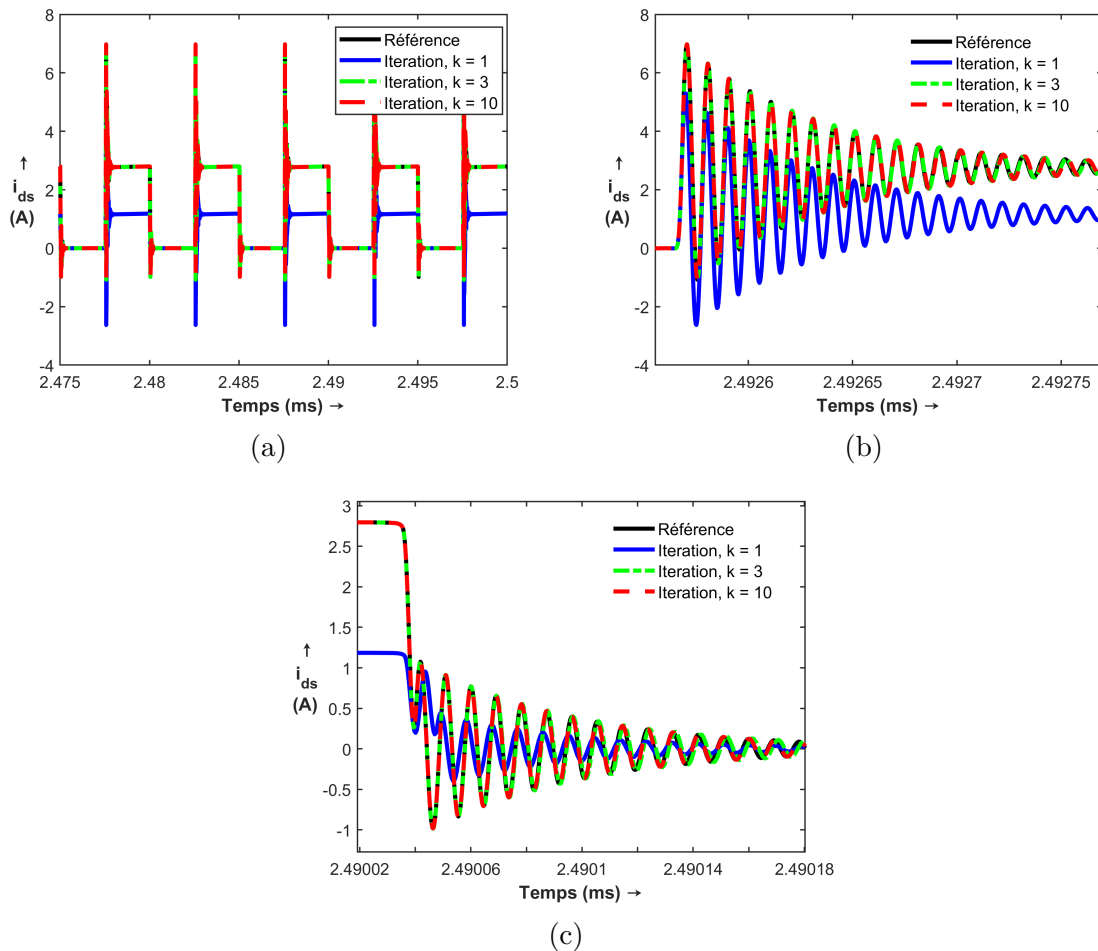 8
6
4
2
0
-2
-4
i_ds →
(A)
Référence
Iteration, k = 1
Iteration, k = 3
Iteration, k = 10
2.475 2.48 2.485 2.49 2.495 2.5
Temps (ms) →
(a)
8
6
4
2
0
-2
-4
i_ds →
(A)
Référence
Iteration, k = 1
Iteration, k = 3
Iteration, k = 10
2.4926 2.49265 2.4927 2.49275
Temps (ms) →
(b)
3
2.5
2
1.5
1
0.5
0
-0.5
-1
i_ds →
(A)
Référence
Iteration, k = 1
Iteration, k = 3
Iteration, k = 10
2.49002 2.49006 2.4901 2.49014 2.49018
Temps (ms) →
(c)